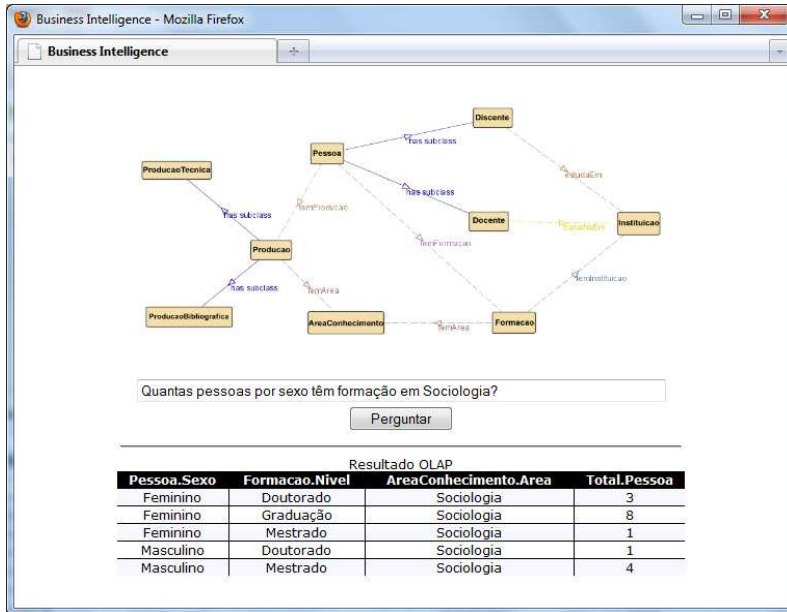 Business Intelligence - Mozilla Firefox
Business Intelligence
Discente
has subclass
Pessoa
ProducaoTecnica
estudaEm
has subclass
temProducao
has subclass
Docente
Instituicao
Producao
temFormacao
has subclass
temArea
temInstituicao
ProducaoBibliografica
AreaConhecimento
temArea
Formacao
Quantas pessoas por sexo têm formação em Sociologia?
Perguntar
Resultado OLAP
Pessoa.Sexo Formacao.Nivel AreaConhecimento.Area Total.Pessoa
Feminino Doutorado Sociologia 3
Feminino Graduação Sociologia 8
Feminino Mestrado Sociologia 1
Masculino Doutorado Sociologia 1
Masculino Mestrado Sociologia 4